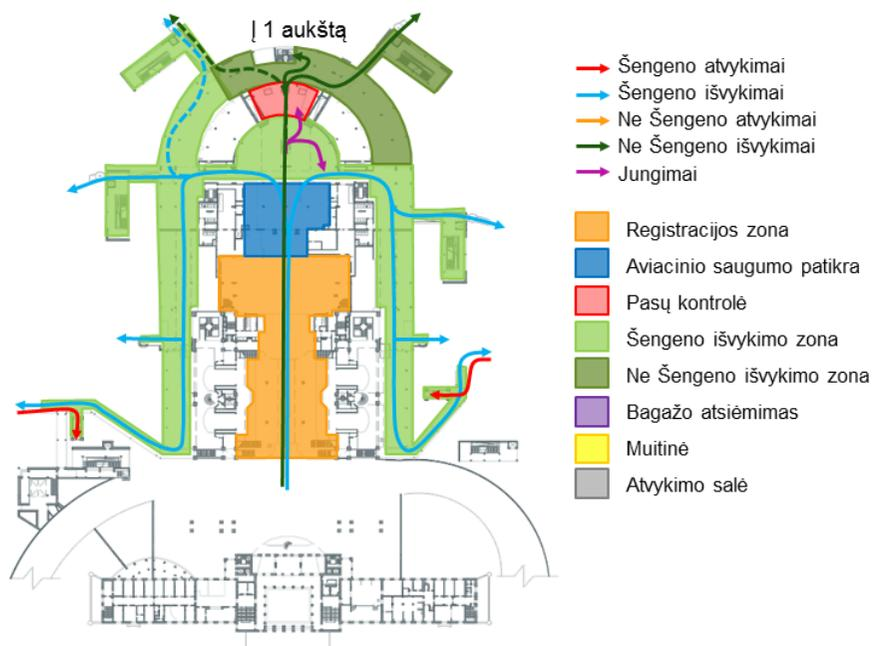 Į 1 aukštą
Šengeno atvykimai
Šengeno išvykimai
Ne Šengeno atvykimai
Ne Šengeno išvykimai
Jungimai
Registracijos zona
Aviacinio saugumo patikra
Pasų kontrolė
Šengeno išvykimo zona
Ne Šengeno išvykimo zona
Bagažo atsiėmimas
Muitinė
Atvykimo salė